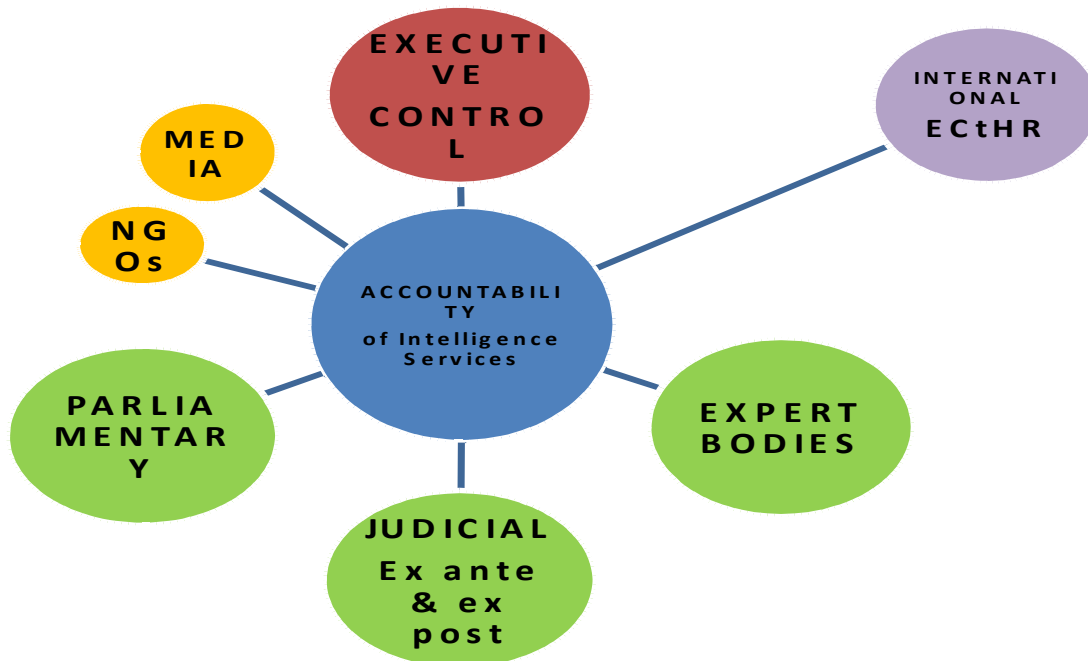 EXECUTI
VE
CONTRO
L
INTERNATI
ONAL
ECtHR
MED
IA
NG
Os
ACCOUNTABILI
TY
of Intelligence
Services
PARLIA
MENTAR
Y
EXPERT
BODIES
JUDICIAL
Ex ante
& ex
post